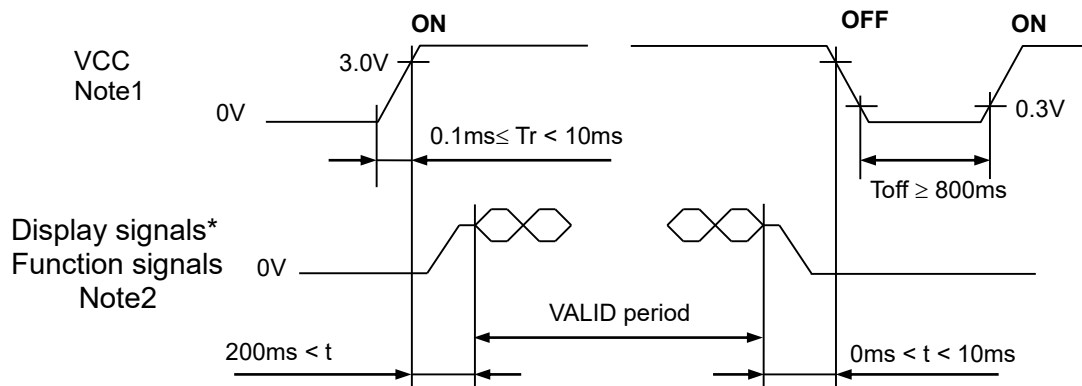 ON
OFF
ON
VCC
Note1
3.0V
0V
0.3V
0.1ms≤ Tr < 10ms
Toff ≥ 800ms
Display signals*
Function signals
Note2
0V
VALID period
200ms < t
0ms < t < 10ms